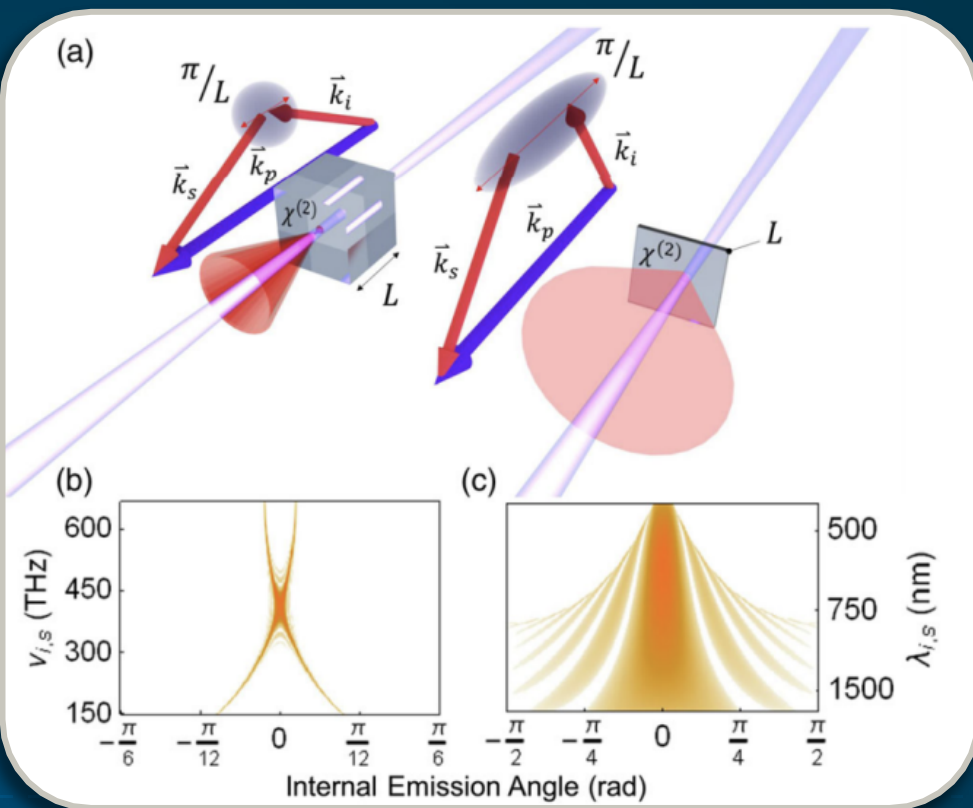 (a)
π/L
k⃗i
k⃗p
k⃗s
χ(2)
L
π/L
k⃗i
k⃗p
k⃗s
χ(2)
L
(b)
νi,s (THz)
600
450
300
150
−π/6 −π/12 0 π/12 π/6
(c)
500
750
1500
λi,s (nm)
−π/2 −π/4 0 π/4 π/2
Internal Emission Angle (rad)